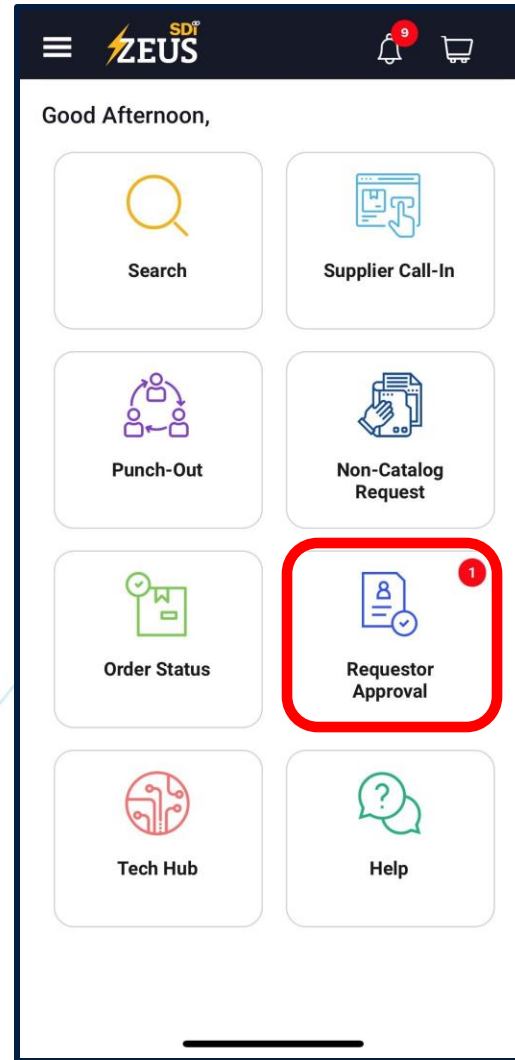 SDi
ZEUS
9
Good Afternoon,
Search
Supplier Call-In
Punch-Out
Non-Catalog
Request
Order Status
1
Requestor
Approval
Tech Hub
?
Help